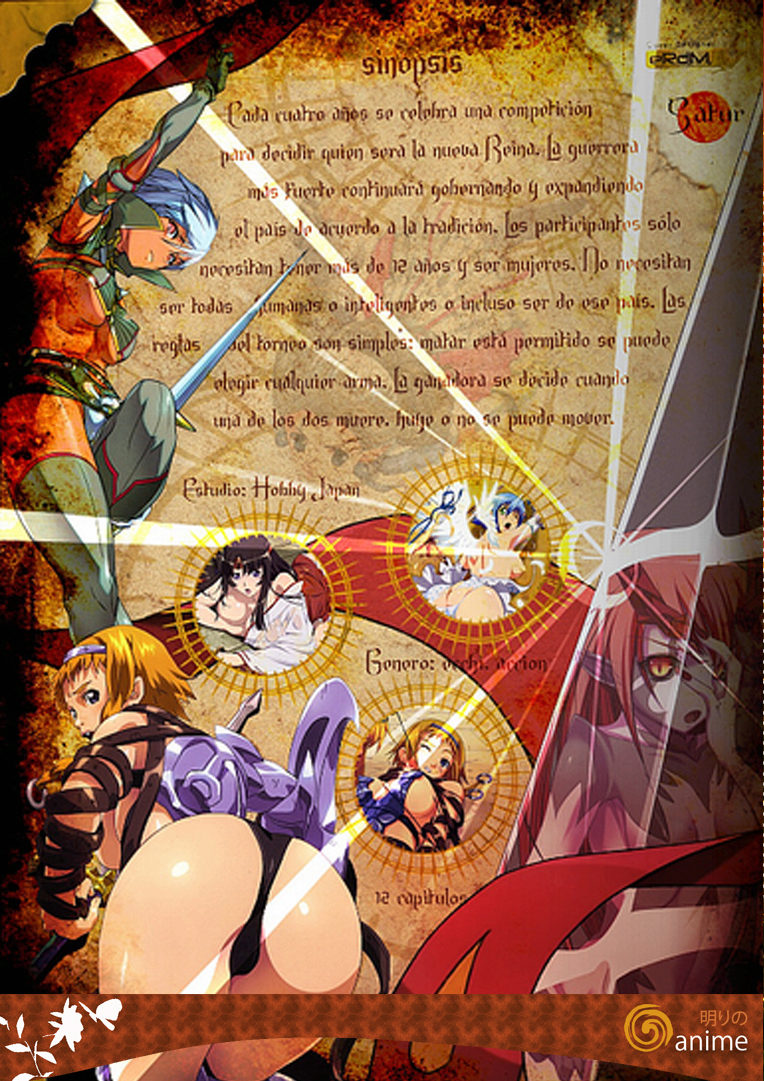 eRdM
sinopsis
Satur
Cada cuatro años se celebra una competición
para decidir quien será la nueva Reina. La guerrera
más fuerte continuará gobernando y expandiendo
el país de acuerdo a la tradición. Los participantes sólo
necesitan tener más de 12 años y ser mujeres. No necesitan
ser todas humanas o inteligentes o incluso ser de ese país. Las
reglas del torneo son simples: matar está permitido se puede
elegir cualquier arma. La ganadora se decide cuando
una de los dos muere, huye o no se puede mover.
Estudio: Hobby Japan
Genero: ecchi, accion
12 capitulos
明りの
anime